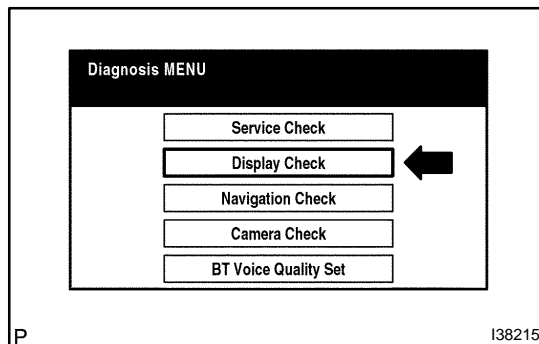 Diagnosis MENU
Service Check
Display Check
Navigation Check
Camera Check
BT Voice Quality Set
P
I38215